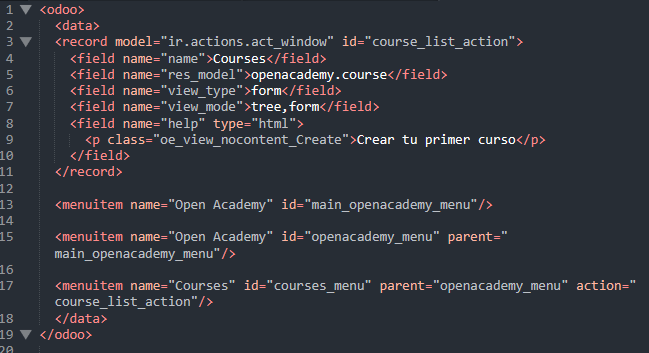 1 <odoo>
2 <data>
3 <record model="ir.actions.act_window" id="course_list_action">
4 <field name="name">Courses</field>
5 <field name="res_model">openacademy.course</field>
6 <field name="view_type">form</field>
7 <field name="view_mode">tree,form</field>
8 <field name="help" type="html">
9 <p class="oe_view_nocontent_Create">Crear tu primer curso</p>
10 </field>
11 </record>
12
13 <menuitem name="Open Academy" id="main_openacademy_menu"/>
14
15 <menuitem name="Open Academy" id="openacademy_menu" parent="
main_openacademy_menu"/>
16
17 <menuitem name="Courses" id="courses_menu" parent="openacademy_menu" action="
course_list_action"/>
18 </data>
19 </odoo>
20